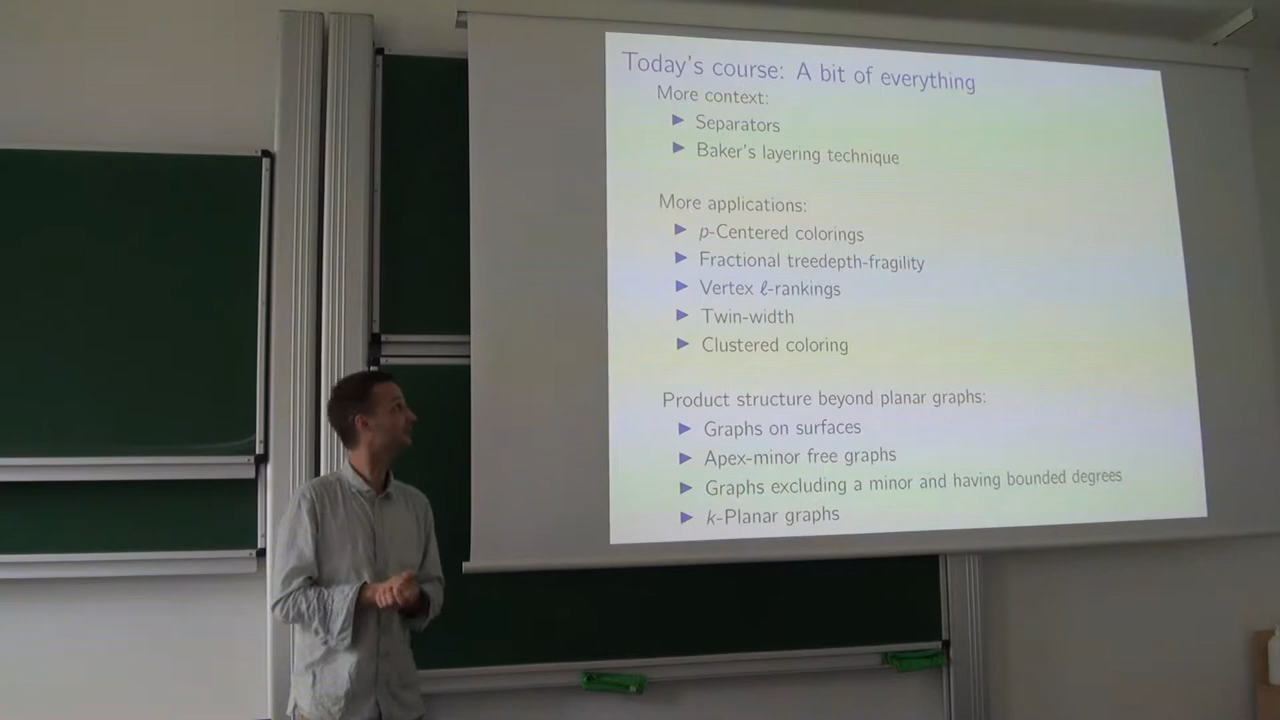 Today's course: A bit of everything
More context:
Separators
Baker's layering technique
More applications:
p-Centered colorings
Fractional treedepth-fragility
Vertex ℓ-rankings
Twin-width
Clustered coloring
Product structure beyond planar graphs:
Graphs on surfaces
Apex-minor free graphs
Graphs excluding a minor and having bounded degrees
k-Planar graphs